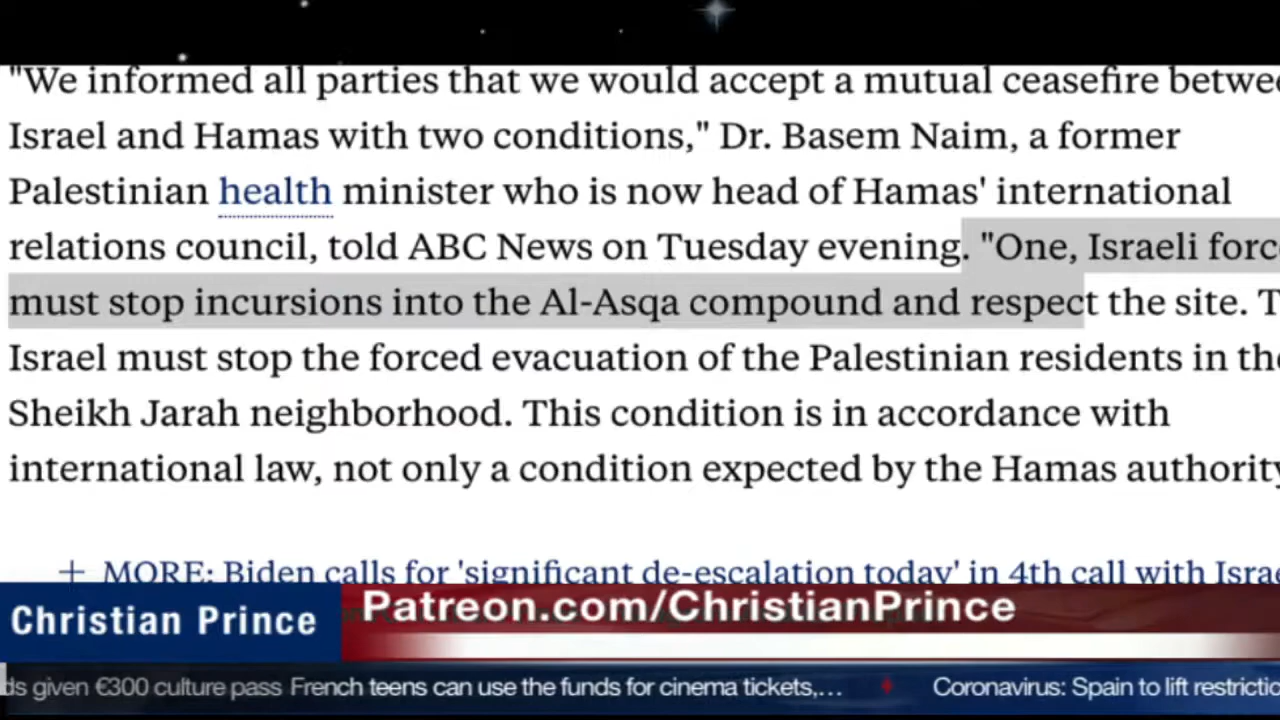 "We informed all parties that we would accept a mutual ceasefire betwee
Israel and Hamas with two conditions," Dr. Basem Naim, a former
Palestinian health minister who is now head of Hamas' international
relations council, told ABC News on Tuesday evening. "One, Israeli force
must stop incursions into the Al-Asqa compound and respect the site. T
Israel must stop the forced evacuation of the Palestinian residents in the
Sheikh Jarah neighborhood. This condition is in accordance with
international law, not only a condition expected by the Hamas authority
+ MORE: Biden calls for 'significant de-escalation today' in 4th call with Israe
Christian Prince
Patreon.com/ChristianPrince
ds given €300 culture pass French teens can use the funds for cinema tickets,... Coronavirus: Spain to lift restrictio